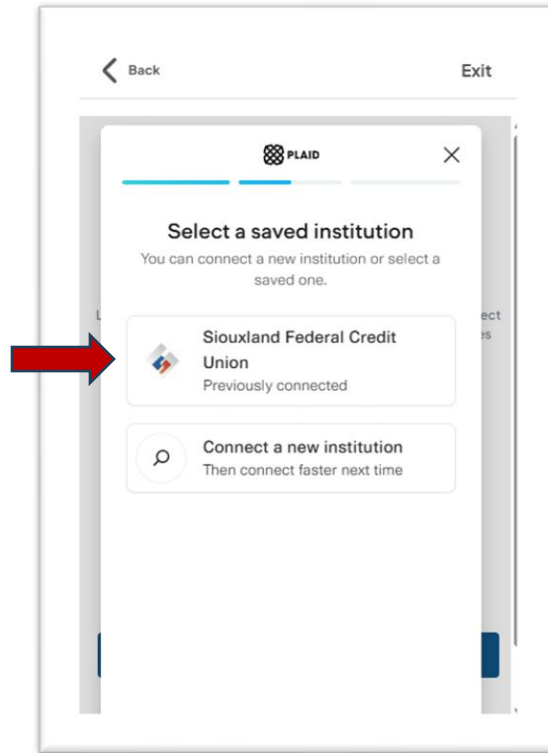 Back
Exit
PLAID
Select a saved institution
You can connect a new institution or select a
saved one.
Siouxland Federal Credit
Union
Previously connected
Connect a new institution
Then connect faster next time